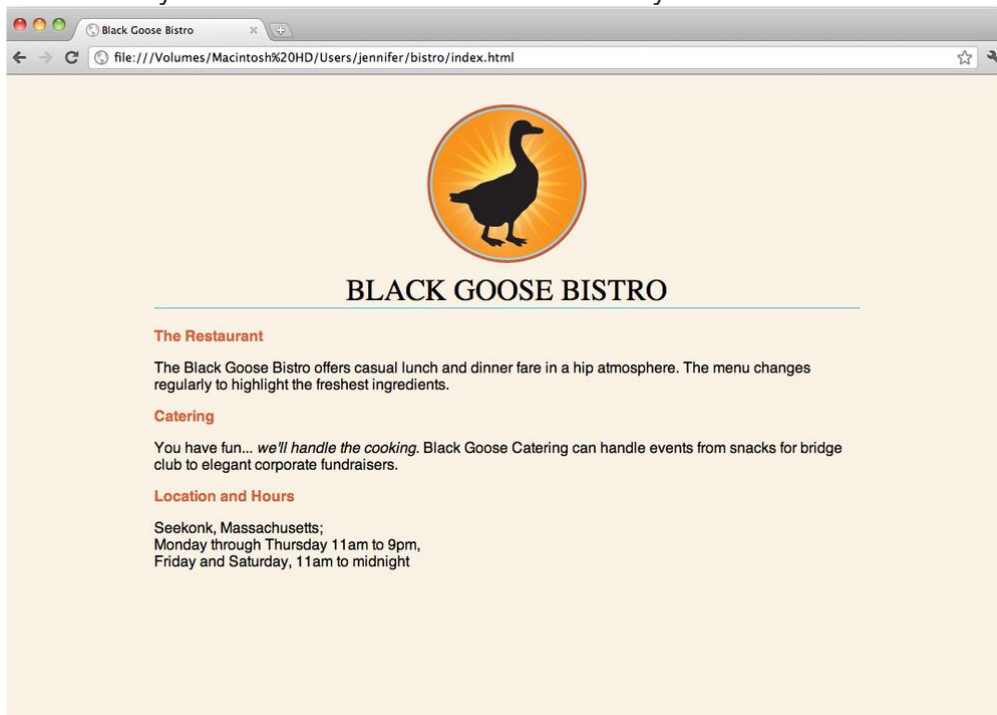 Black Goose Bistro
file:///Volumes/Macintosh%20HD/Users/jennifer/bistro/index.html
BLACK GOOSE BISTRO
The Restaurant
The Black Goose Bistro offers casual lunch and dinner fare in a hip atmosphere. The menu changes
regularly to highlight the freshest ingredients.
Catering
You have fun... we'll handle the cooking. Black Goose Catering can handle events from snacks for bridge
club to elegant corporate fundraisers.
Location and Hours
Seekonk, Massachusetts;
Monday through Thursday 11am to 9pm,
Friday and Saturday, 11am to midnight